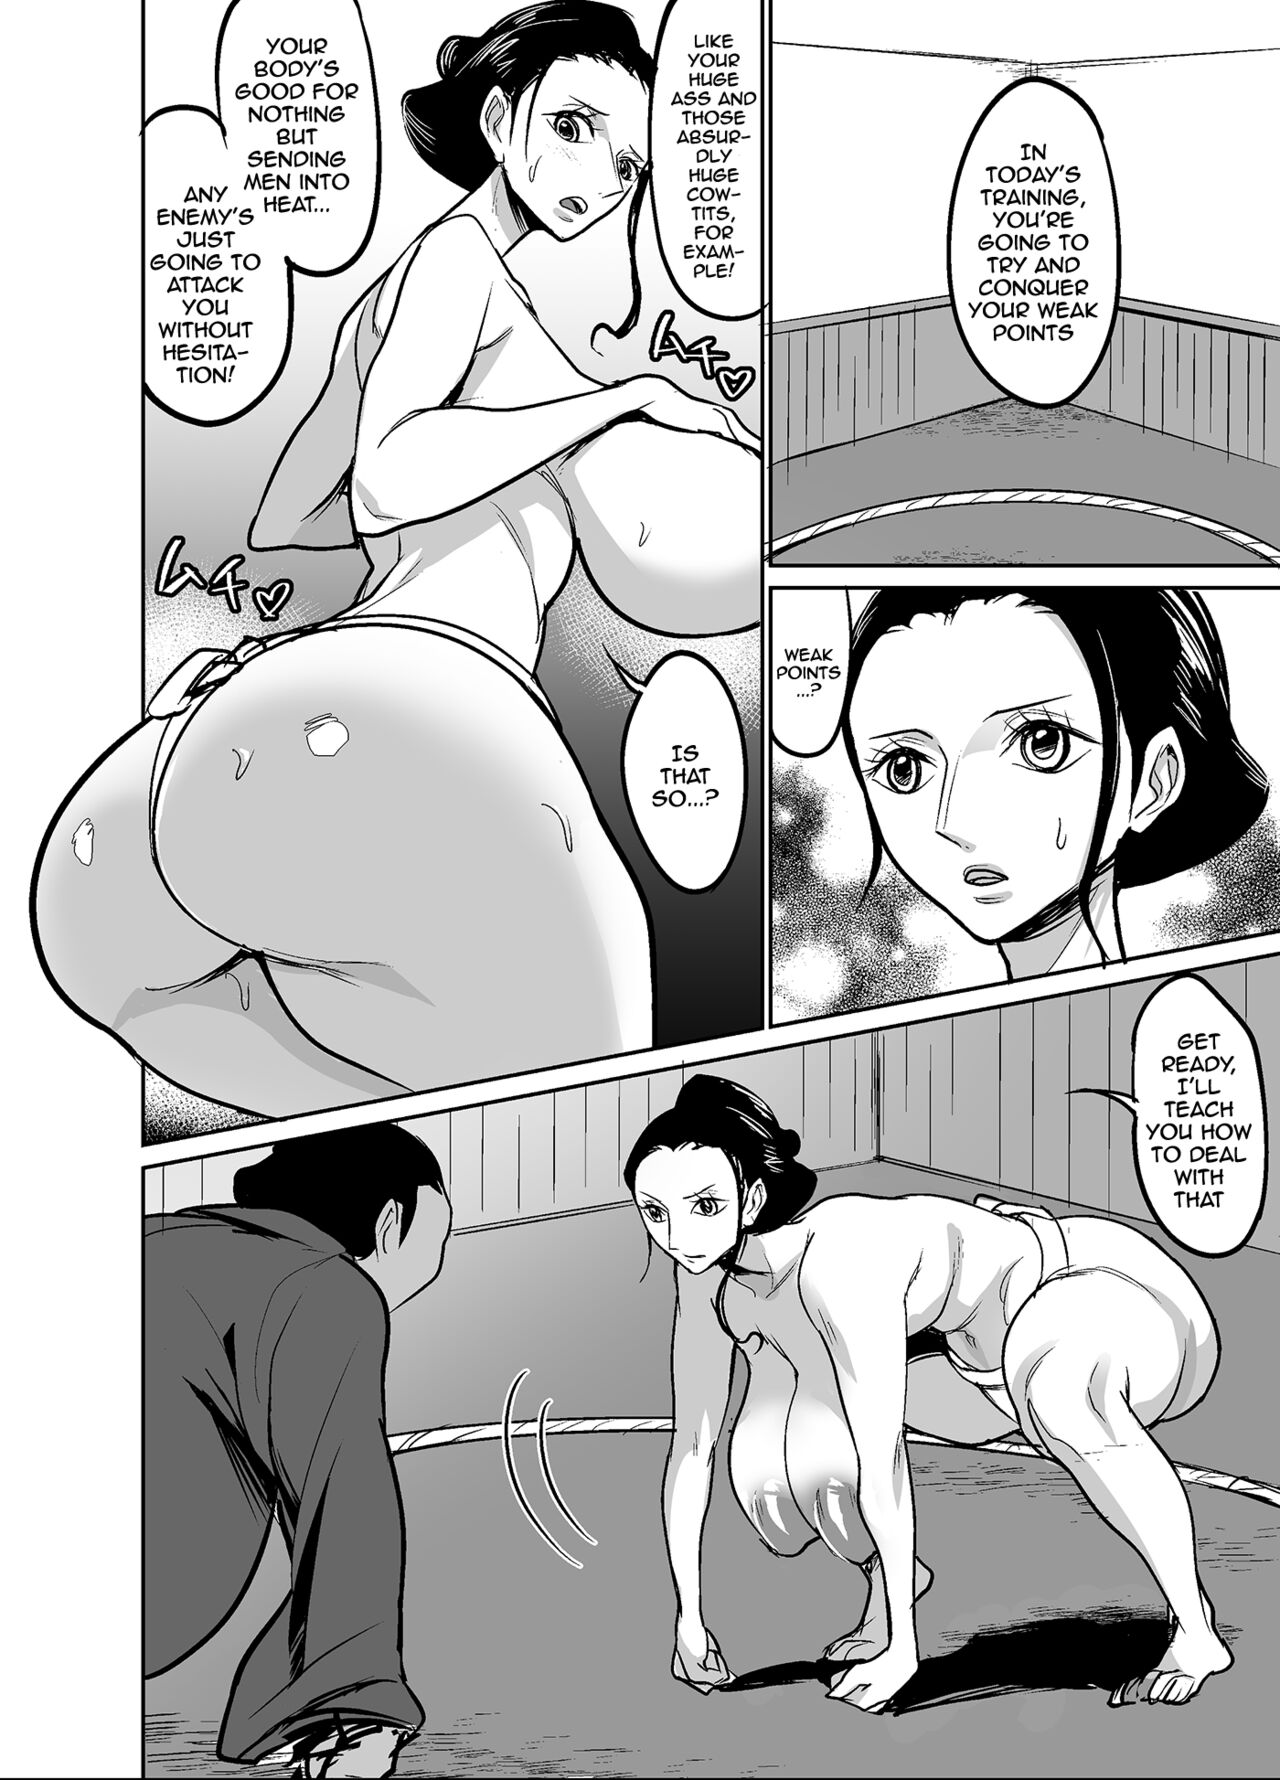 IN
TODAY'S
TRAINING,
YOU'RE
GOING TO
TRY AND
CONQUER
YOUR WEAK
POINTS
WEAK
POINTS
...?
LIKE
YOUR
HUGE
ASS AND
THOSE
ABSUR-
DLY
HUGE
COW-
TITS,
FOR
EXAM-
PLE!
YOUR
BODY'S
GOOD FOR
NOTHING
BUT
SENDING
MEN INTO
HEAT...
ANY
ENEMY'S
JUST
GOING TO
ATTACK
YOU
WITHOUT
HESITA-
TION!
ムチ♡
ムチ♡
IS
THAT
SO...?
GET
READY,
I'LL
TEACH
YOU HOW
TO DEAL
WITH
THAT